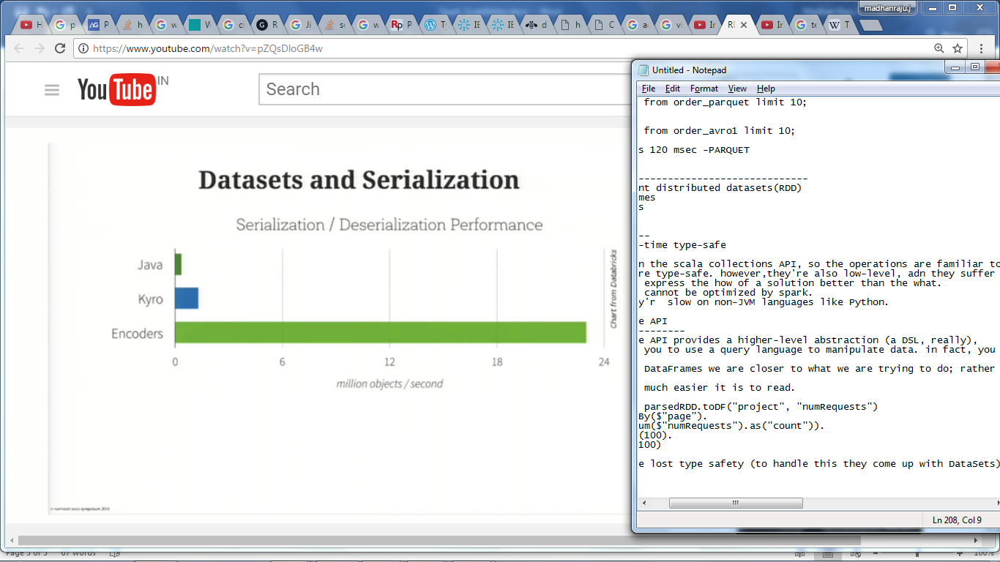 madhanraju.j
https://www.youtube.com/watch?v=pZQsDIoGB4w
YouTube IN
Search
Datasets and Serialization
Serialization / Deserialization Performance
Java
Kyro
Encoders
0 6 12 18 24
million objects / second
Chart from Databricks
Untitled - Notepad
File Edit Format View Help
from order_parquet limit 10;
from order_avro1 limit 10;
s 120 msec -PARQUET
-----------------------------
nt distributed datasets(RDD)
mes
s
--
-time type-safe
n the scala collections API, so the operations are familiar to
re type-safe. however,they're also low-level, adn they suffer
express the how of a solution better than the what.
cannot be optimized by spark.
y'r  slow on non-JVM languages like Python.
e API
--------
e API provides a higher-level abstraction (a DSL, really),
you to use a query language to manipulate data. in fact, you
DataFrames we are closer to what we are trying to do; rather
much easier it is to read.
parsedRDD.toDF("project", "numRequests")
By($"page").
um($"numRequests").as("count")).
(100).
100)
e lost type safety (to handle this they come up with DataSets)
Ln 208, Col 9
100%